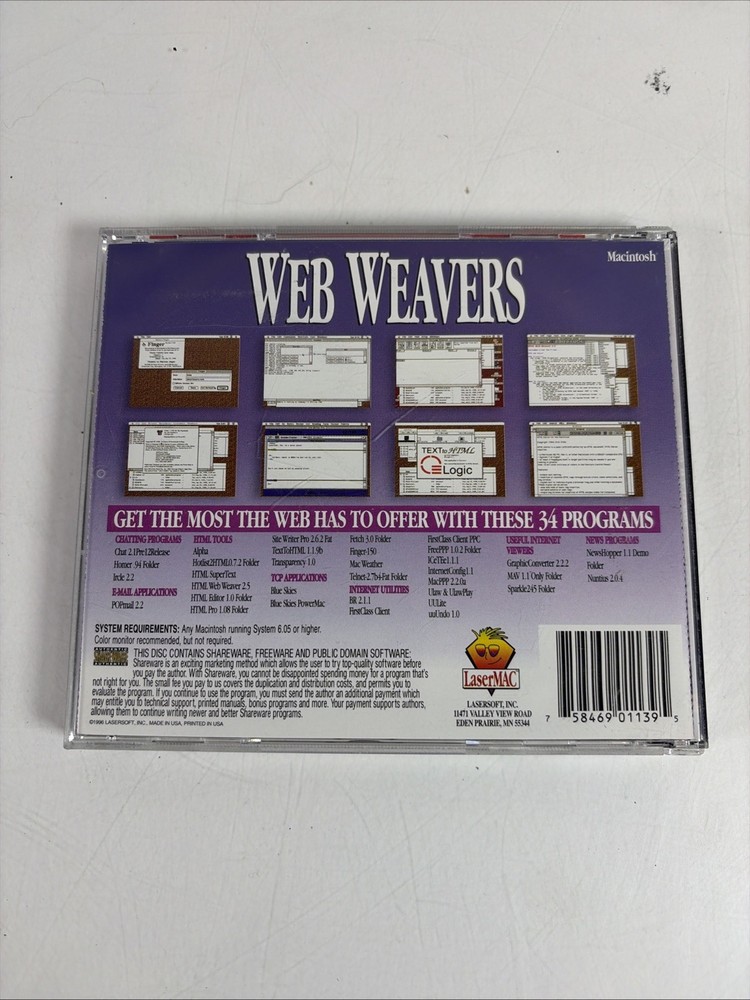 WEB WEAVERS
Macintosh
Finger
TEXT to HTML
Logic
GET THE MOST THE WEB HAS TO OFFER WITH THESE 34 PROGRAMS
CHATTING PROGRAMS
Chat 2.1Pre1.2Release
Homer .94 Folder
Ircle 2.2
E-MAIL APPLICATIONS
POPmail 2.2
HTML TOOLS
Alpha
Hotlist2HTML0.7.2 Folder
HTML SuperText
HTML Web Weaver 2.5
HTML Editor 1.0 Folder
HTML Pro 1.08 Folder
Site Writer Pro 2.6.2 Fat
TextToHTML 1.1.9b
Transparency 1.0
TCP APPLICATIONS
Blue Skies
Blue Skies PowerMac
Fetch 3.0 Folder
Finger-150
Mac Weather
Telnet-2.7b4-Fat Folder
INTERNET UTILITIES
BR 2.1.1
FirstClass Client
FirstClass Client PPC
FreePPP 1.0.2 Folder
ICeTEe1.1.1
InternetConfig1.1
MacPPP 2.2.0a
Ulaw & UlawPlay
UULite
uuUndo 1.0
USEFUL INTERNET
VIEWERS
GraphicConverter 2.2.2
MAV 1.1 Only Folder
Sparkle245 Folder
NEWS PROGRAMS
NewsHopper 1.1 Demo
Folder
Nuntius 2.0.4
SYSTEM REQUIREMENTS: Any Macintosh running System 6.05 or higher.
Color monitor recommended, but not required.
THIS DISC CONTAINS SHAREWARE, FREEWARE AND PUBLIC DOMAIN SOFTWARE:
Shareware is an exciting marketing method which allows the user to try top-quality software before
you pay the author. With Shareware, you cannot be disappointed spending money for a program that's
not right for you. The small fee you pay to us covers the duplication and distribution costs, and permits you to
evaluate the program. If you continue to use the program, you must send the author an additional payment which
may entitle you to technical support, printed manuals, bonus programs and more. Your payment supports authors,
allowing them to continue writing newer and better Shareware programs.
©1996 LASERSOFT, INC. MADE IN USA, PRINTED IN USA
LaserMAC
LASERSOFT, INC.
11471 VALLEY VIEW ROAD
EDEN PRAIRIE, MN 55344
7 58469 01139 5